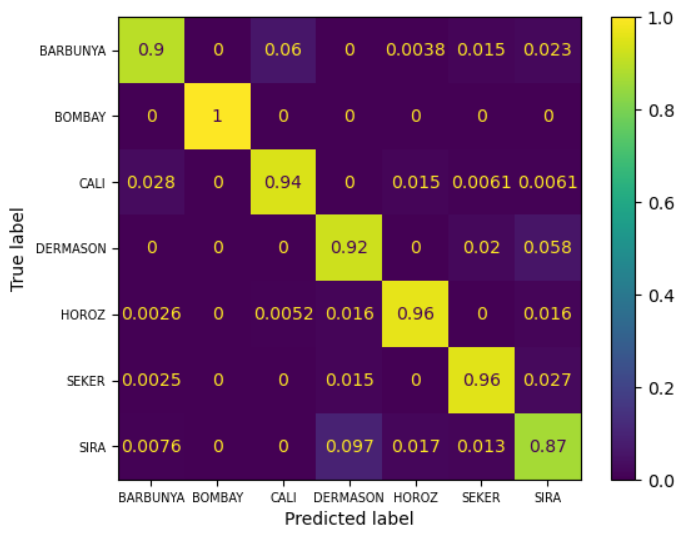 BARBUNYA 0.9 0 0.06 0 0.0038 0.015 0.023
BOMBAY 0 1 0 0 0 0 0
CALI 0.028 0 0.94 0 0.015 0.0061 0.0061
DERMASON 0 0 0 0.92 0 0.02 0.058
HOROZ 0.0026 0 0.0052 0.016 0.96 0 0.016
SEKER 0.0025 0 0 0.015 0 0.96 0.027
SIRA 0.0076 0 0 0.097 0.017 0.013 0.87
BARBUNYA BOMBAY CALI DERMASON HOROZ SEKER SIRA
Predicted label
True label
1.0
0.8
0.6
0.4
0.2
0.0